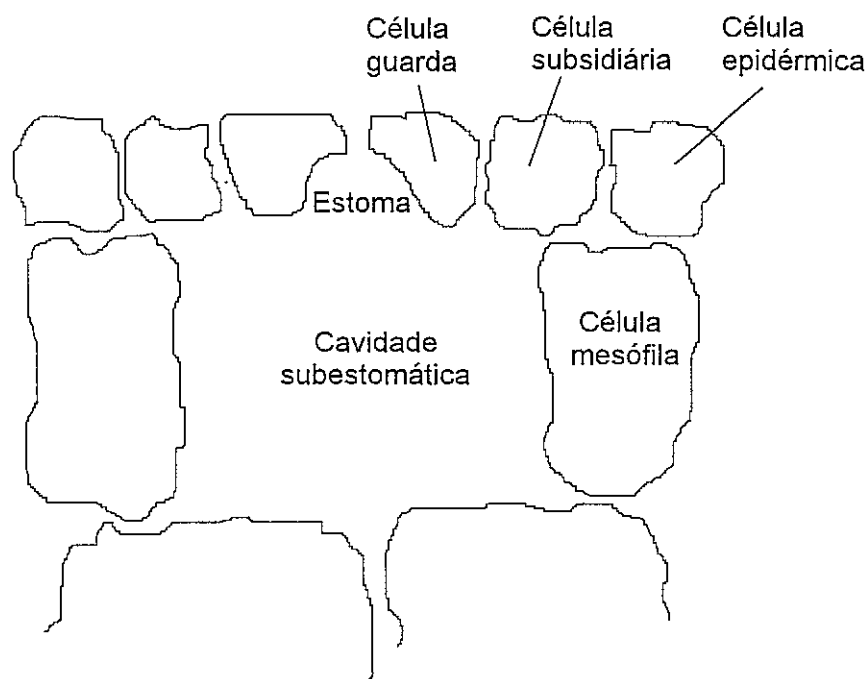 Célula
guarda
Célula
subsidiária
Célula
epidérmica
Estoma
Cavidade
subestomática
Célula
mesófila